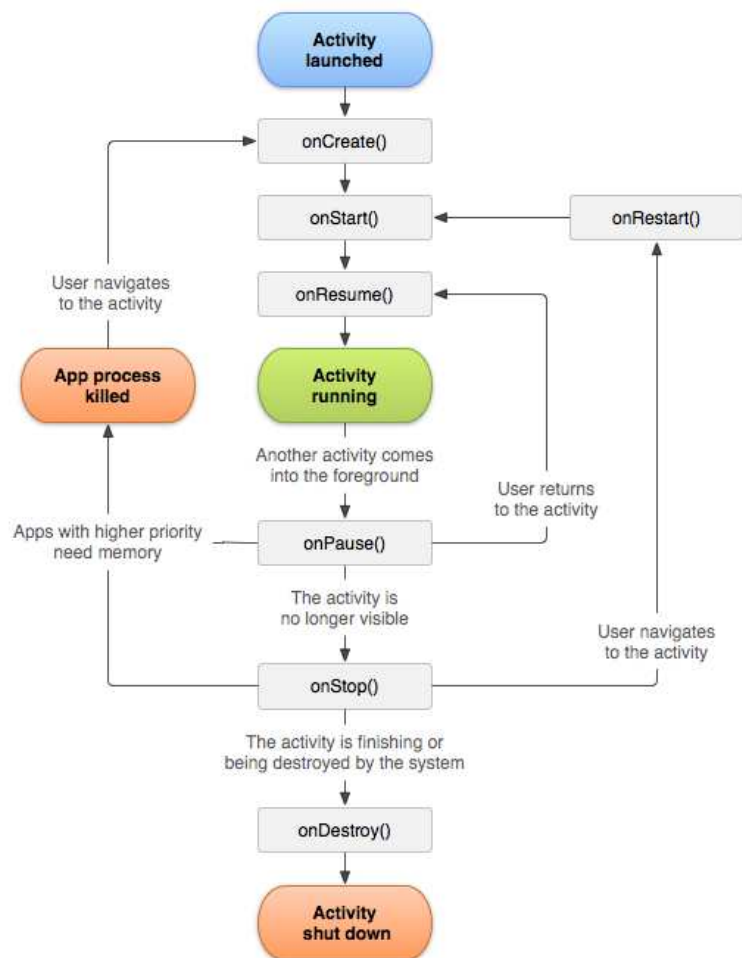 Activity
launched
onCreate()
onStart()
onRestart()
User navigates
to the activity
onResume()
App process
killed
Activity
running
Another activity comes
into the foreground
User returns
to the activity
Apps with higher priority
need memory
onPause()
The activity is
no longer visible
User navigates
to the activity
onStop()
The activity is finishing or
being destroyed by the system
onDestroy()
Activity
shut down